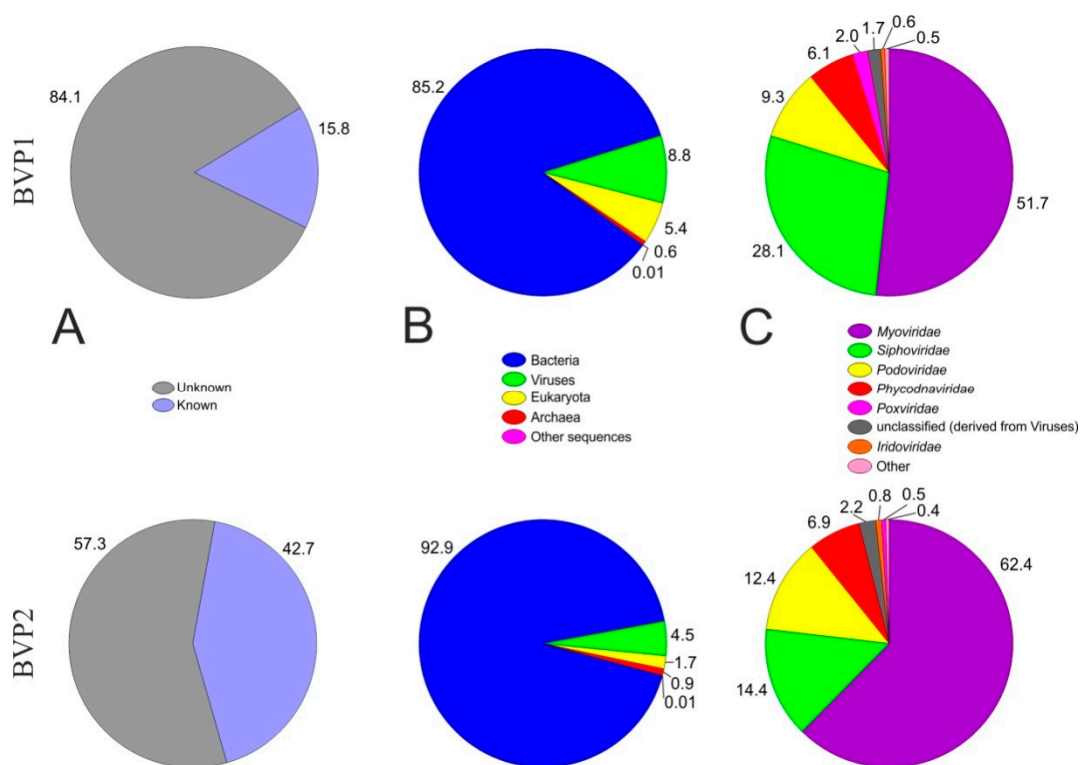 BVP1
84.1
15.8
85.2
8.8
5.4
0.6
0.01
2.0
1.7
0.6
0.5
6.1
9.3
28.1
51.7
A
B
C
Unknown
Known
Bacteria
Viruses
Eukaryota
Archaea
Other sequences
Myoviridae
Siphoviridae
Podoviridae
Phycodnaviridae
Poxviridae
unclassified (derived from Viruses)
Iridoviridae
Other
BVP2
57.3
42.7
92.9
4.5
1.7
0.9
0.01
2.2
0.8
0.5
0.4
6.9
12.4
14.4
62.4